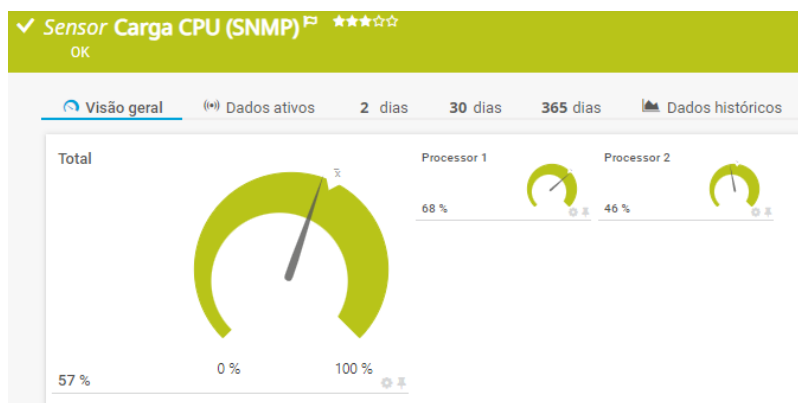 Sensor Carga CPU (SNMP)
OK
Visão geral
Dados ativos
2 dias
30 dias
365 dias
Dados históricos
Total
x̄
0 %
100 %
57 %
Processor 1
68 %
Processor 2
46 %